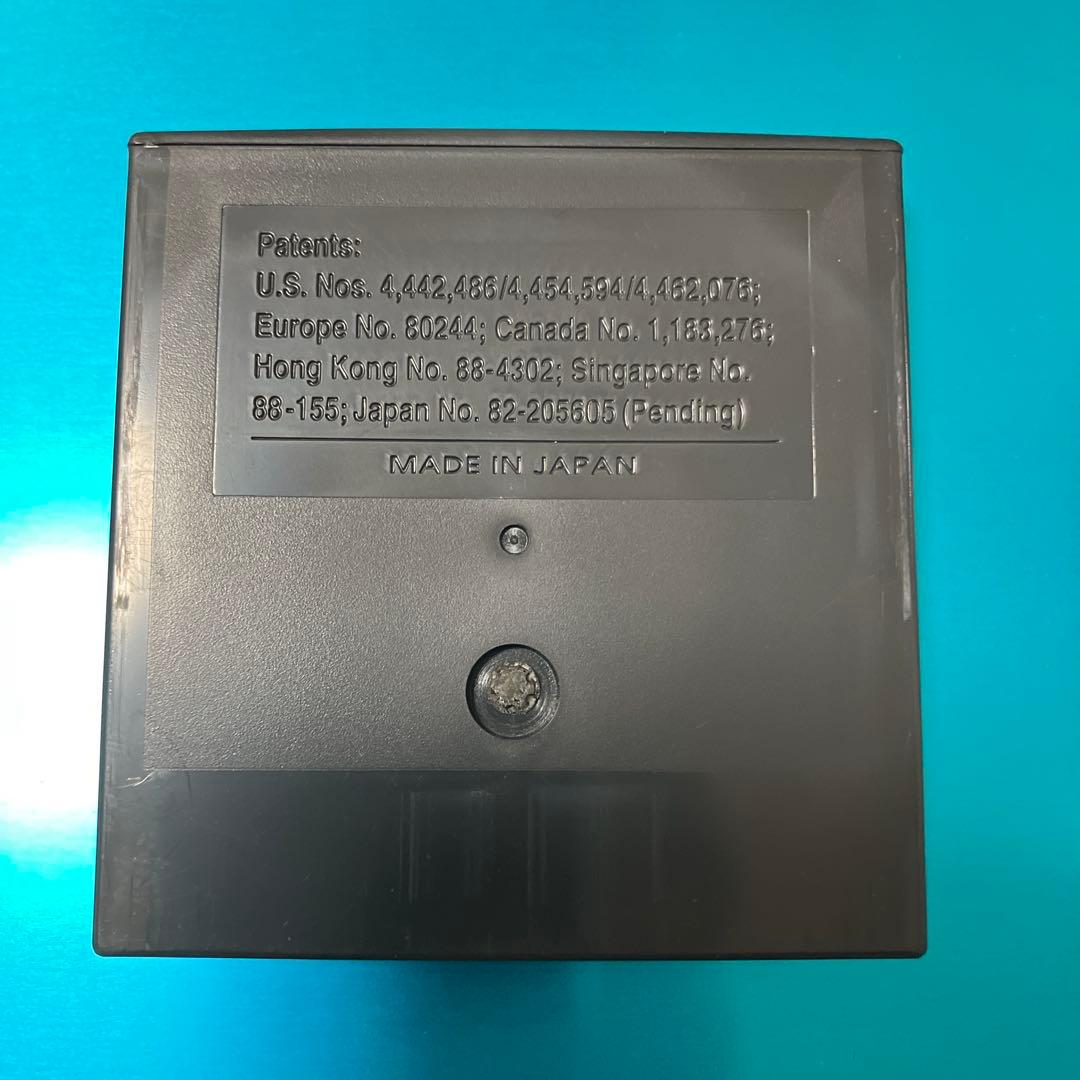 Patents:
U.S. Nos. 4,442,486/4,454,594/4,462,076;
Europe No. 80244; Canada No. 1,183,276;
Hong Kong No. 88-4302; Singapore No.
88-155; Japan No. 82-205605 (Pending)
MADE IN JAPAN